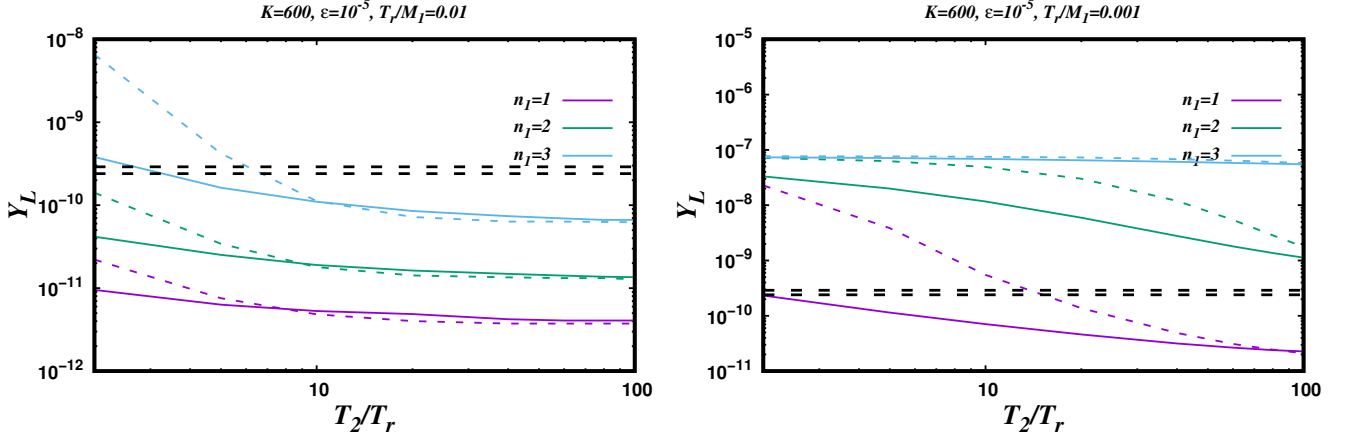 K=600, ε=10⁻⁵, T_r/M_1=0.01
10⁻⁸
10⁻⁹
10⁻¹⁰
10⁻¹¹
10⁻¹²
Y_L
n_1=1
n_1=2
n_1=3
10
100
T_2/T_r
K=600, ε=10⁻⁵, T_r/M_1=0.001
10⁻⁵
10⁻⁶
10⁻⁷
10⁻⁸
10⁻⁹
10⁻¹⁰
10⁻¹¹
Y_L
n_1=1
n_1=2
n_1=3
10
100
T_2/T_r